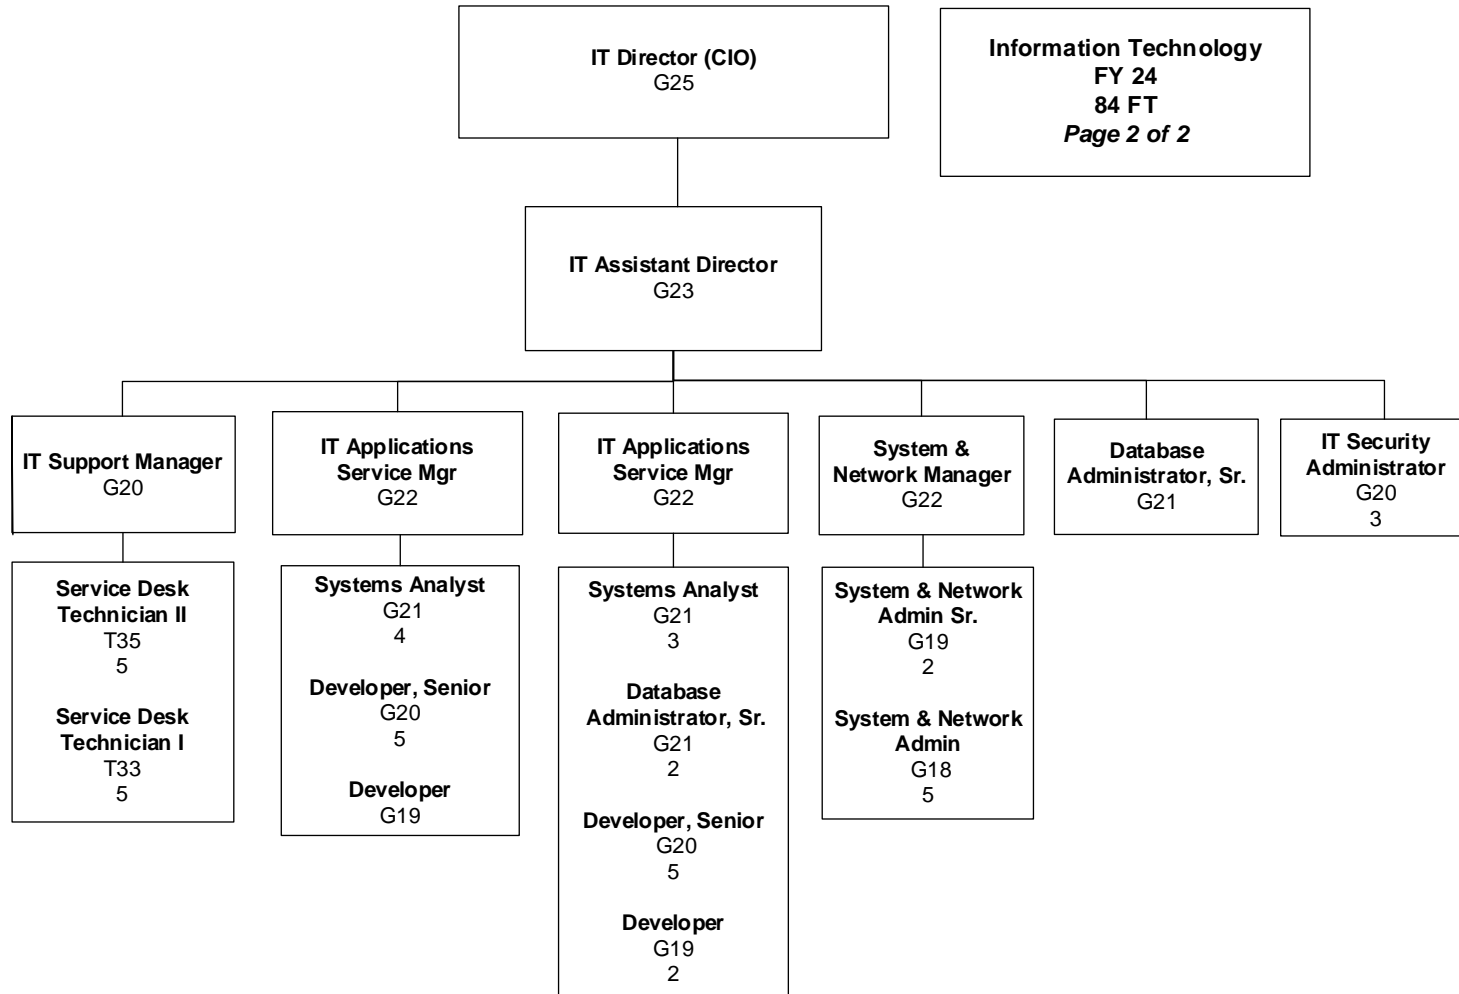 IT Director (CIO)
G25
Information Technology
FY 24
84 FT
Page 2 of 2
IT Assistant Director
G23
IT Support Manager
G20
IT Applications
Service Mgr
G22
IT Applications
Service Mgr
G22
System &
Network Manager
G22
Database
Administrator, Sr.
G21
IT Security
Administrator
G20
3
Service Desk
Technician II
T35
5
Service Desk
Technician I
T33
5
Systems Analyst
G21
4
Developer, Senior
G20
5
Developer
G19
Systems Analyst
G21
3
Database
Administrator, Sr.
G21
2
Developer, Senior
G20
5
Developer
G19
2
System & Network
Admin Sr.
G19
2
System & Network
Admin
G18
5